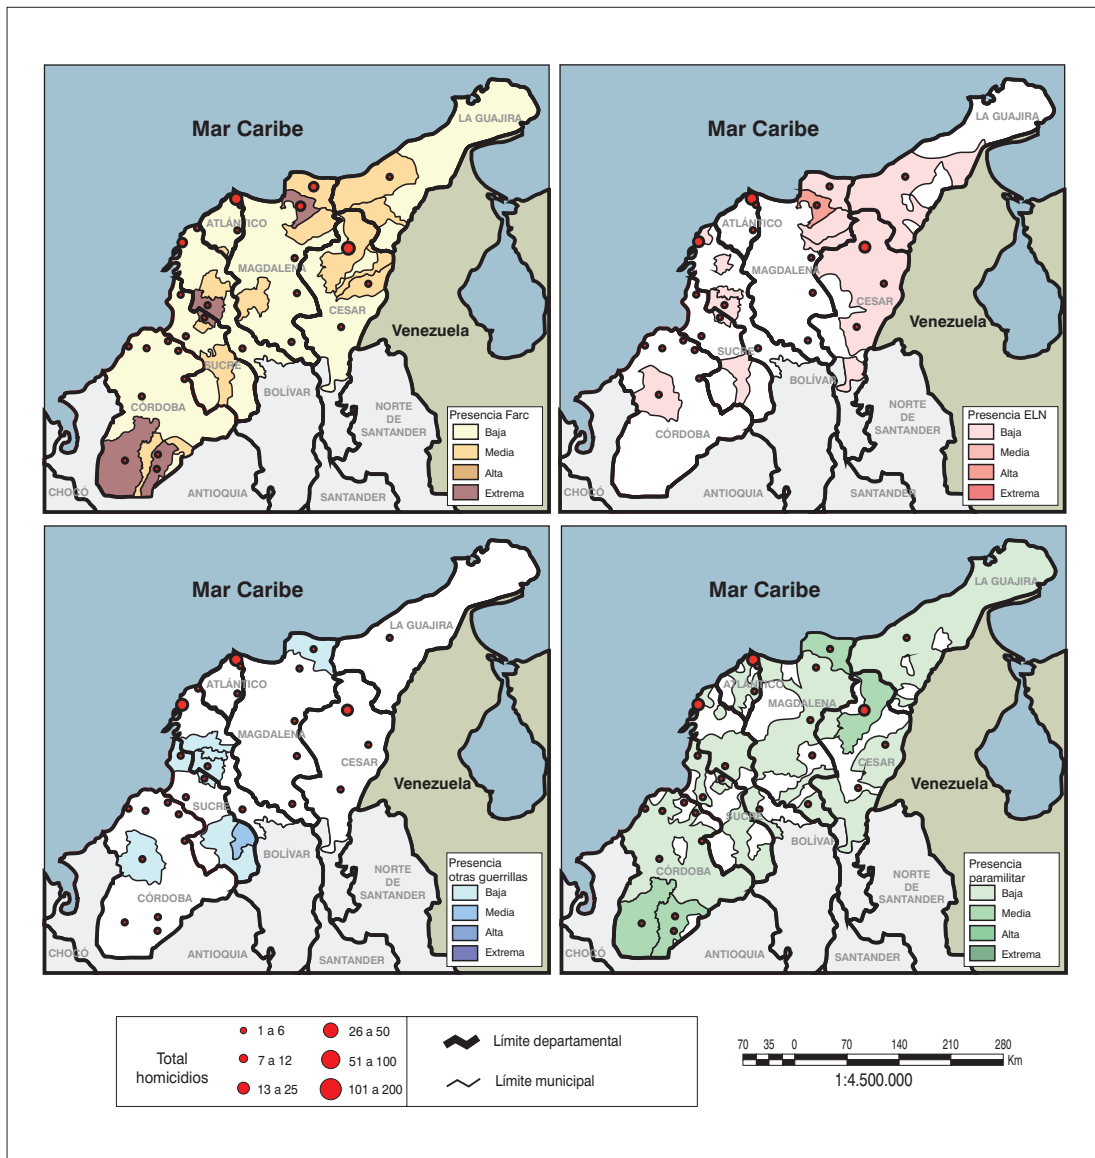 Mar Caribe
LA GUAJIRA
ATLÁNTICO
MAGDALENA
CESAR
Venezuela
SUCRE
BOLÍVAR
CÓRDOBA
NORTE
DE
SANTANDER
CHOCÓ
ANTIOQUIA
SANTANDER
Presencia Farc
Baja
Media
Alta
Extrema
Mar Caribe
LA GUAJIRA
ATLÁNTICO
MAGDALENA
CESAR
Venezuela
SUCRE
BOLÍVAR
CÓRDOBA
NORTE
DE
SANTANDER
CHOCÓ
ANTIOQUIA
SANTANDER
Presencia ELN
Baja
Media
Alta
Extrema
Mar Caribe
LA GUAJIRA
ATLÁNTICO
MAGDALENA
CESAR
Venezuela
SUCRE
BOLÍVAR
CÓRDOBA
NORTE
DE
SANTANDER
CHOCÓ
ANTIOQUIA
SANTANDER
Presencia
otras guerrillas
Baja
Media
Alta
Extrema
Mar Caribe
LA GUAJIRA
ATLÁNTICO
MAGDALENA
CESAR
Venezuela
SUCRE
BOLÍVAR
CÓRDOBA
NORTE
DE
SANTANDER
CHOCÓ
ANTIOQUIA
SANTANDER
Presencia
paramilitar
Baja
Media
Alta
Extrema
Total
homicidios
1 a 6
7 a 12
13 a 25
26 a 50
51 a 100
101 a 200
Límite departamental
Límite municipal
70 35 0 70 140 210 280
Km
1:4.500.000